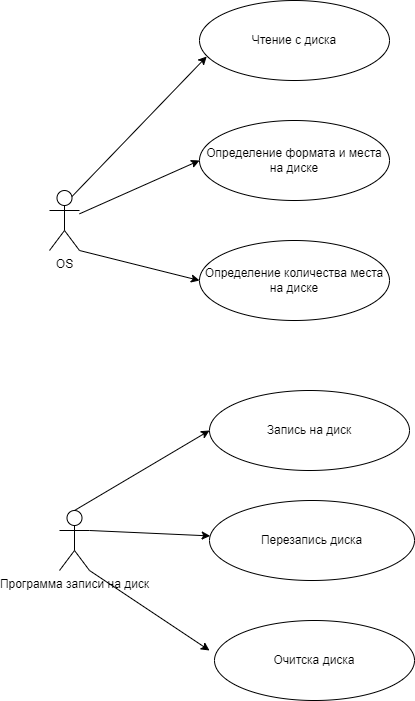 Чтение с диска
Определение формата и места
на диске
OS
Определение количества места
на диске
Запись на диск
Перезапись диска
Программа записи на диск
Очитска диска